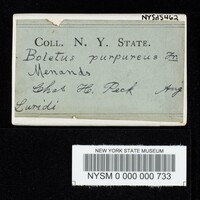 NYSd5462
COLL. N. Y. STATE.
Boletus purpureus Fr
Menands
Chas H. Peck Aug
Luridi
NEW YORK STATE MUSEUM
NYSM 0 000 000 733